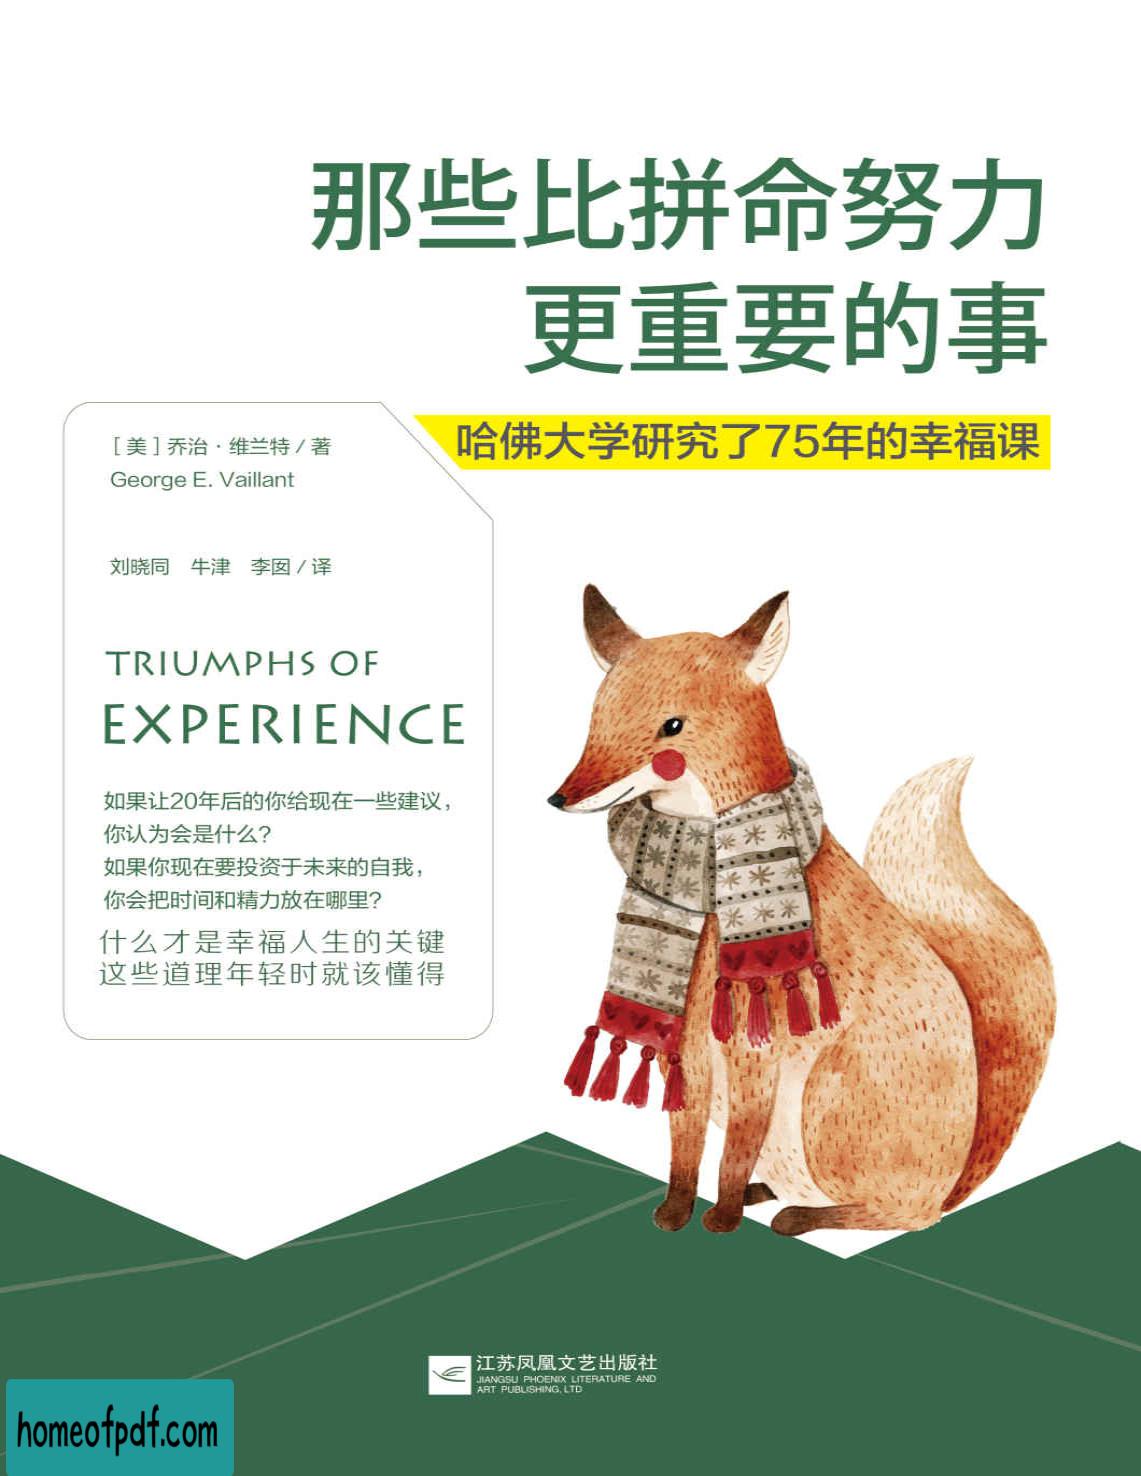 那些比拼命努力
更重要的事
哈佛大学研究了75年的幸福课
[美]乔治·维兰特/著
George E. Vaillant
刘晓同 牛津 李囡/译
TRIUMPHS OF
EXPERIENCE
如果让20年后的你给现在一些建议，
你认为会是什么？
如果你现在要投资于未来的自我，
你会把时间和精力放在哪里？
什么才是幸福人生的关键
这些道理年轻时就该懂得
江苏凤凰文艺出版社
JIANGSU PHOENIX LITERATURE AND
ART PUBLISHING, LTD
homeofpdf.com